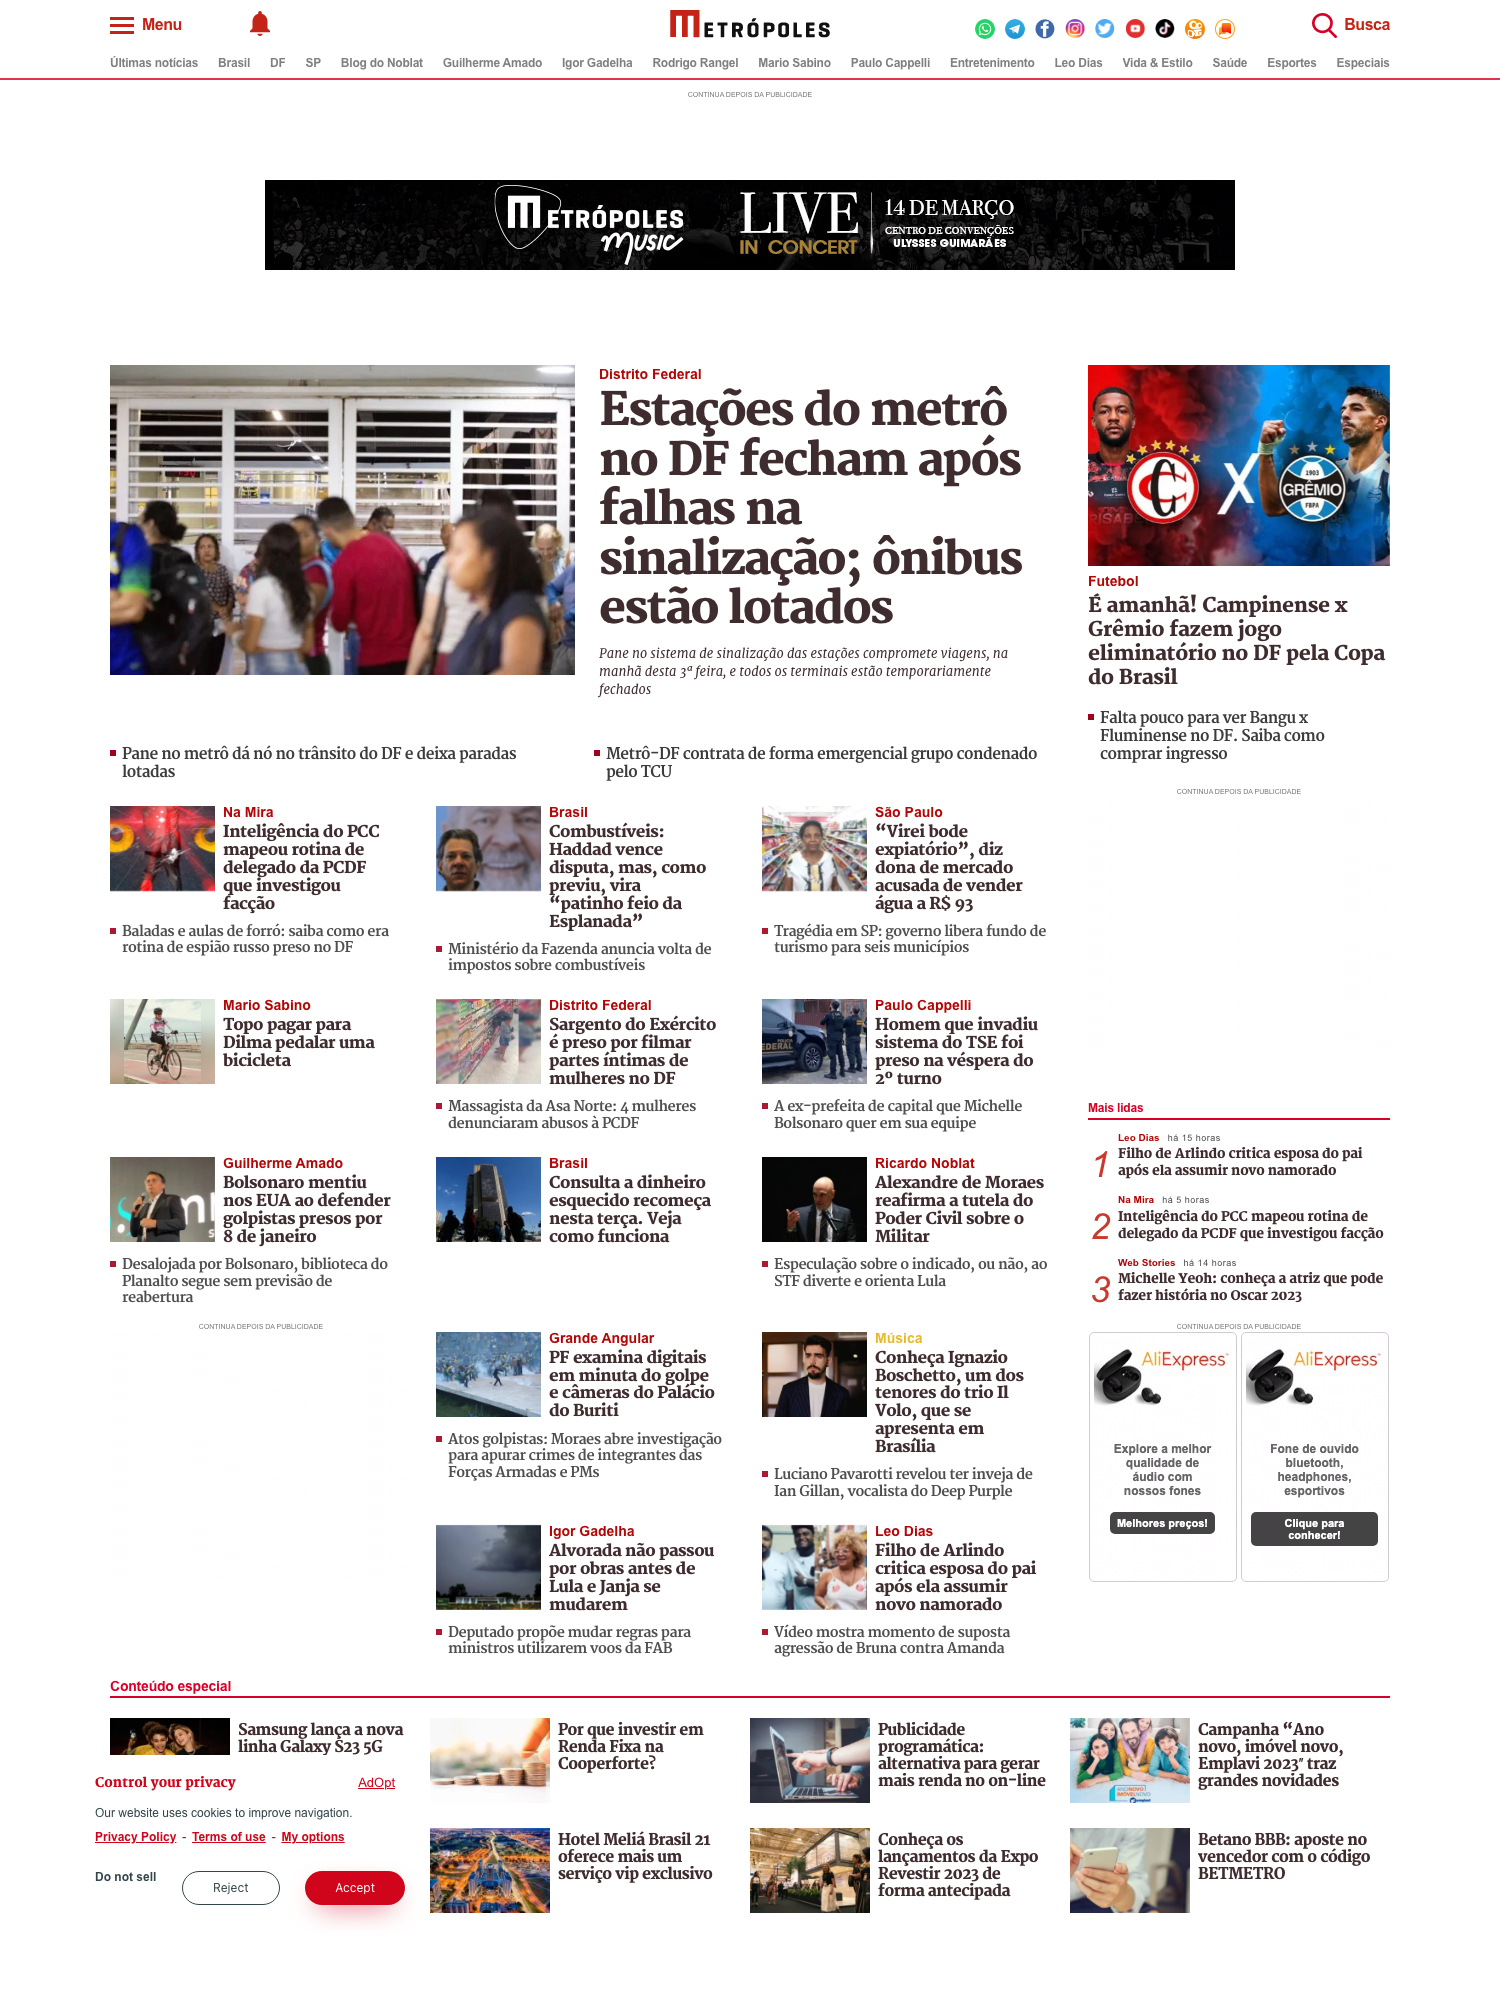 Menu
METRÓPOLES
Busca
Últimas notícias Brasil DF SP Blog do Noblat Guilherme Amado Igor Gadelha Rodrigo Rangel Mario Sabino Paulo Cappelli Entretenimento Leo Dias Vida & Estilo Saúde Esportes Especiais
CONTINUA DEPOIS DA PUBLICIDADE
METRÓPOLES
music
LIVE
IN CONCERT
14 DE MARÇO
CENTRO DE CONVENÇÕES
ULYSSES GUIMARÃES
Distrito Federal
Estações do metrô
no DF fecham após
falhas na
sinalização; ônibus
estão lotados
Pane no sistema de sinalização das estações compromete viagens, na
manhã desta 3ª feira, e todos os terminais estão temporariamente
fechados
Pane no metrô dá nó no trânsito do DF e deixa paradas
lotadas
Metrô-DF contrata de forma emergencial grupo condenado
pelo TCU
X
1903
GRÊMIO
FBPA
Futebol
É amanhã! Campinense x
Grêmio fazem jogo
eliminatório no DF pela Copa
do Brasil
Falta pouco para ver Bangu x
Fluminense no DF. Saiba como
comprar ingresso
CONTINUA DEPOIS DA PUBLICIDADE
Na Mira
Inteligência do PCC
mapeou rotina de
delegado da PCDF
que investigou
facção
Baladas e aulas de forró: saiba como era
rotina de espião russo preso no DF
Brasil
Combustíveis:
Haddad vence
disputa, mas, como
previu, vira
“patinho feio da
Esplanada”
Ministério da Fazenda anuncia volta de
impostos sobre combustíveis
São Paulo
“Virei bode
expiatório”, diz
dona de mercado
acusada de vender
água a R$ 93
Tragédia em SP: governo libera fundo de
turismo para seis municípios
Mario Sabino
Topo pagar para
Dilma pedalar uma
bicicleta
Distrito Federal
Sargento do Exército
é preso por filmar
partes íntimas de
mulheres no DF
Massagista da Asa Norte: 4 mulheres
denunciaram abusos à PCDF
Paulo Cappelli
Homem que invadiu
sistema do TSE foi
preso na véspera do
2º turno
A ex-prefeita de capital que Michelle
Bolsonaro quer em sua equipe
Guilherme Amado
Bolsonaro mentiu
nos EUA ao defender
golpistas presos por
8 de janeiro
Desalojada por Bolsonaro, biblioteca do
Planalto segue sem previsão de
reabertura
Brasil
Consulta a dinheiro
esquecido recomeça
nesta terça. Veja
como funciona
Ricardo Noblat
Alexandre de Moraes
reafirma a tutela do
Poder Civil sobre o
Militar
Especulação sobre o indicado, ou não, ao
STF diverte e orienta Lula
Mais lidas
1
Leo Dias há 15 horas
Filho de Arlindo critica esposa do pai
após ela assumir novo namorado
2
Na Mira há 5 horas
Inteligência do PCC mapeou rotina de
delegado da PCDF que investigou facção
3
Web Stories há 14 horas
Michelle Yeoh: conheça a atriz que pode
fazer história no Oscar 2023
CONTINUA DEPOIS DA PUBLICIDADE
Grande Angular
PF examina digitais
em minuta do golpe
e câmeras do Palácio
do Buriti
Atos golpistas: Moraes abre investigação
para apurar crimes de integrantes das
Forças Armadas e PMs
Música
Conheça Ignazio
Boschetto, um dos
tenores do trio Il
Volo, que se
apresenta em
Brasília
Luciano Pavarotti revelou ter inveja de
Ian Gillan, vocalista do Deep Purple
CONTINUA DEPOIS DA PUBLICIDADE
AliExpress
Explore a melhor
qualidade de
áudio com
nossos fones
Melhores preços!
AliExpress
Fone de ouvido
bluetooth,
headphones,
esportivos
Clique para
conhecer!
Igor Gadelha
Alvorada não passou
por obras antes de
Lula e Janja se
mudarem
Deputado propõe mudar regras para
ministros utilizarem voos da FAB
Leo Dias
Filho de Arlindo
critica esposa do pai
após ela assumir
novo namorado
Vídeo mostra momento de suposta
agressão de Bruna contra Amanda
Conteúdo especial
Samsung lança a nova
linha Galaxy S23 5G
Por que investir em
Renda Fixa na
Cooperforte?
Publicidade
programática:
alternativa para gerar
mais renda no on-line
Campanha “Ano
novo, imóvel novo,
Emplavi 2023″ traz
grandes novidades
Control your privacy
AdOpt
Our website uses cookies to improve navigation.
Privacy Policy - Terms of use - My options
Do not sell
Reject
Accept
Hotel Meliá Brasil 21
oferece mais um
serviço vip exclusivo
Conheça os
lançamentos da Expo
Revestir 2023 de
forma antecipada
Betano BBB: aposte no
vencedor com o código
BETMETRO